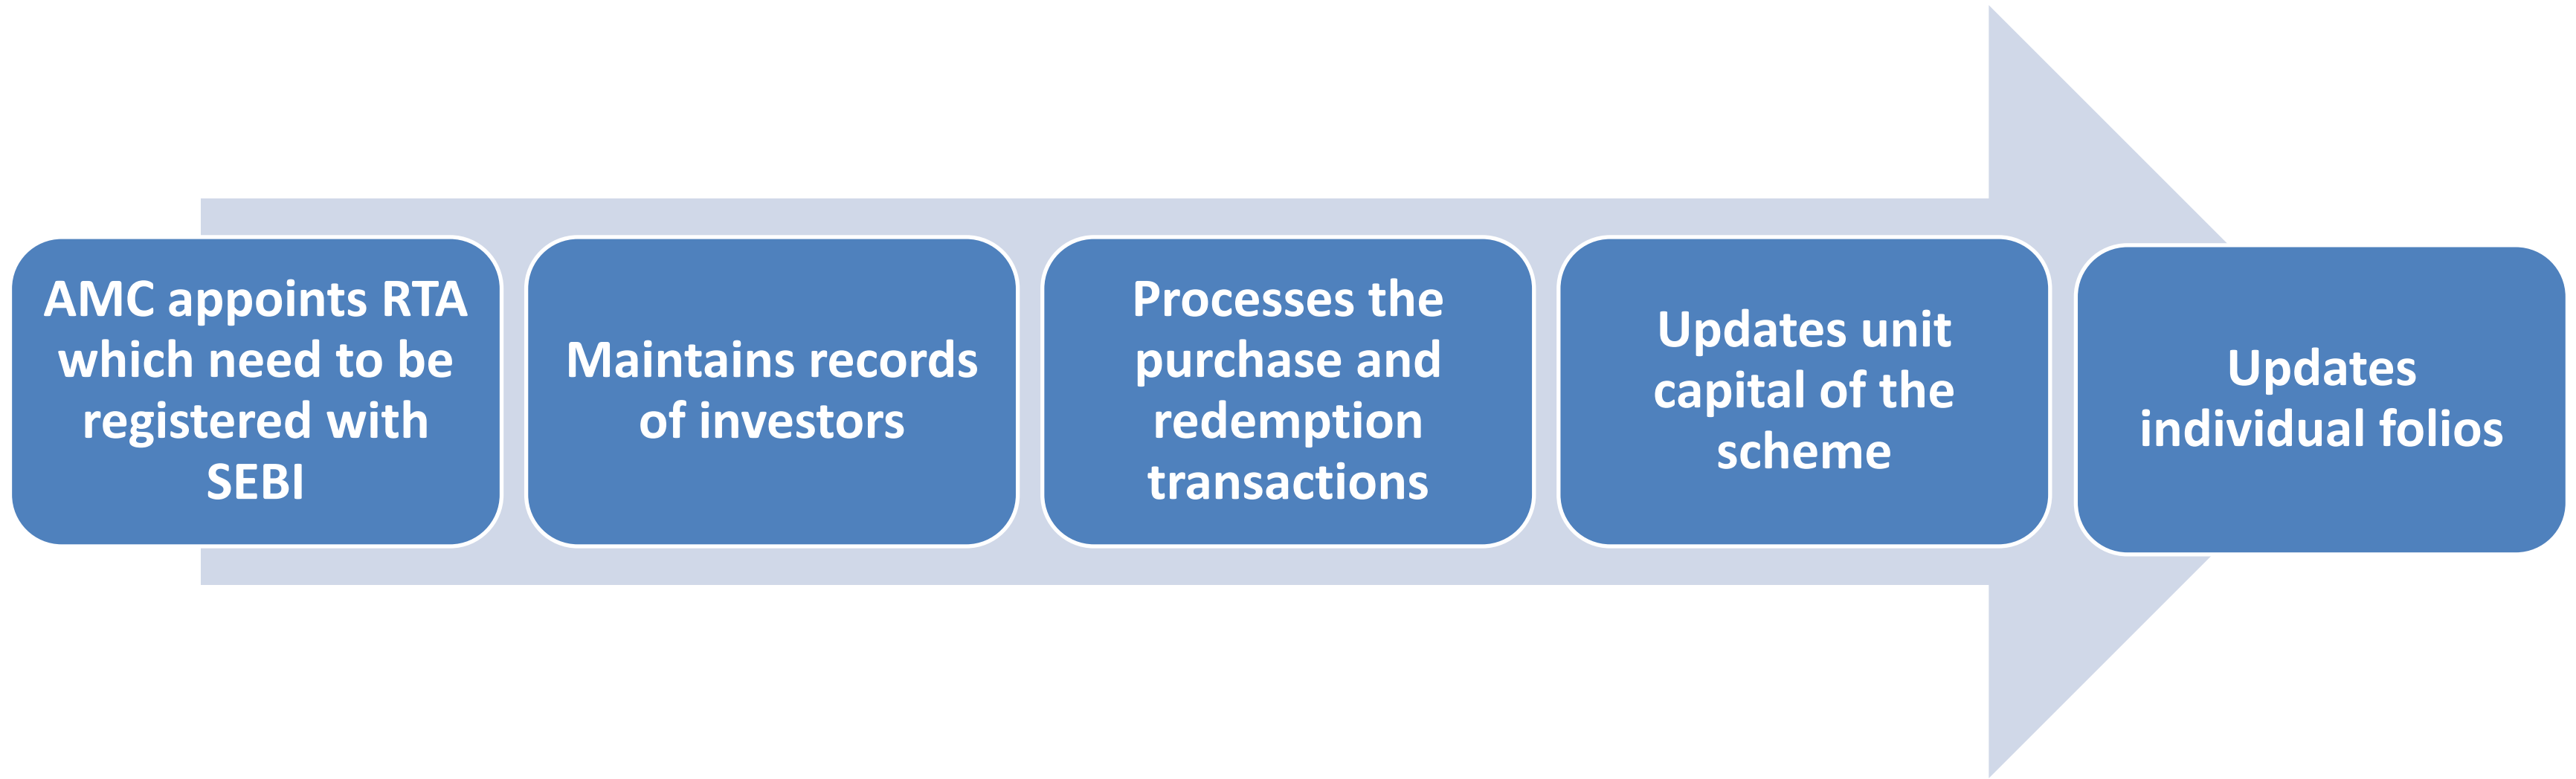 AMC appoints RTA
which need to be
registered with
SEBI
Maintains records
of investors
Processes the
purchase and
redemption
transactions
Updates unit
capital of the
scheme
Updates
individual folios